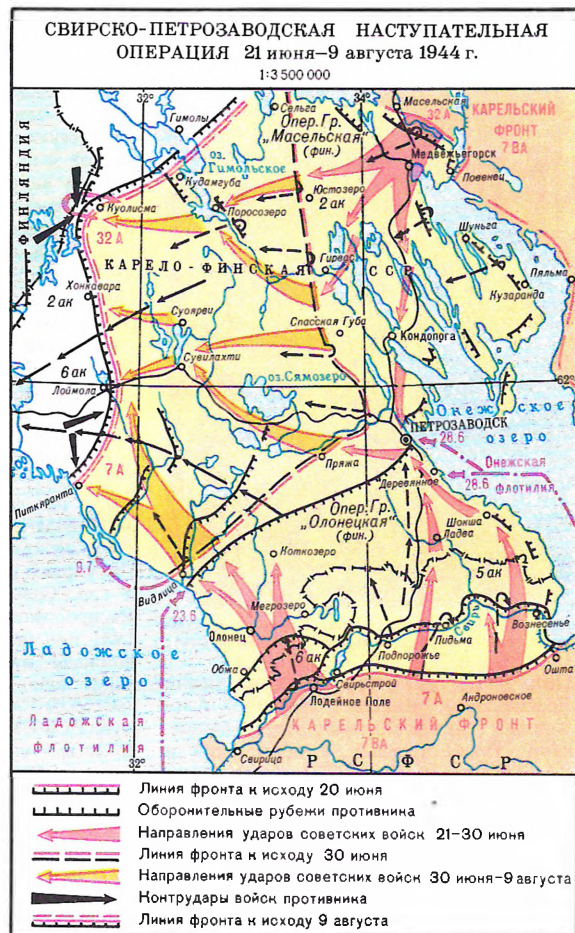 СВИРСКО-ПЕТРОЗАВОДСКАЯ НАСТУПАТЕЛЬНАЯ
ОПЕРАЦИЯ 21 июня–9 августа 1944 г.
1:3 500 000
32°
34°
Гимолы
Сельга
Масельская
32 А
КАРЕЛЬСКИЙ
ФРОНТ
7 ВА
Опер. Гр.
„Масельская"
(фин.)
оз.
Гимольское
Медвежьегорск
Повенец
ФИНЛЯНДИЯ
Кудамгуба
Юстазеро
Куолисма
Поросозеро
2 ак
Шуньга
32 А
Гирвас
Пяльма
КАРЕЛО-ФИНСКАЯ ССР
Кузаранда
Хонкавара
2 ак
Суоярви
Спасская Губа
Кондопога
6 ак
Сувилахти
62°
Лоймола
оз. Сямозеро
Онежское
озеро
ПЕТРОЗАВОДСК
28.6
7 А
Пряжа
Онежская
флотилия
28.6
Питкяранта
Деревянное
Опер. Гр.
„Олонецкая"
(фин.)
Шокша
Ладва
9.7
Коткозеро
5 ак
Видлица
23.6
Мегрозеро
Свирь
Вознесенье
Ладожское
озеро
Олонец
Пидьма
Обжа
6 ак
Подпорожье
Ошта
Свирьстрой
7 А
Лодейное Поле
Андроновское
Ладожская
флотилия
КАРЕЛЬСКИЙ ФРОНТ
7 ВА
Свирица
РСФСР
32°
34°
Линия фронта к исходу 20 июня
Оборонительные рубежи противника
Направления ударов советских войск 21–30 июня
Линия фронта к исходу 30 июня
Направления ударов советских войск 30 июня–9 августа
Контрудары войск противника
Линия фронта к исходу 9 августа